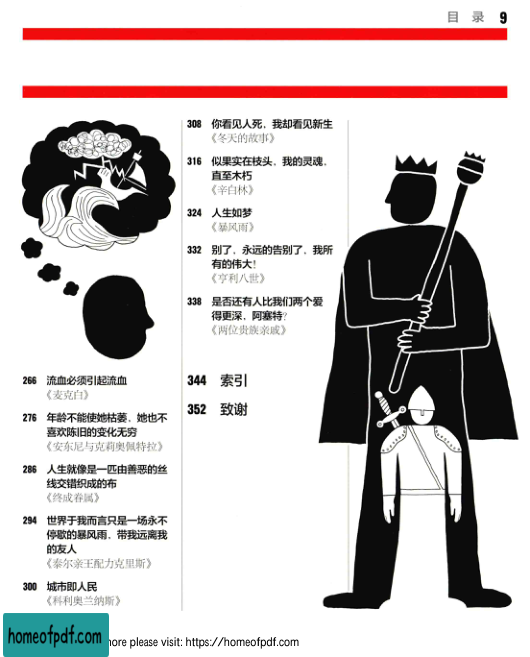 目 录 9
266 流血必须引起流血
《麦克白》
276 年龄不能使她枯萎，她也不
喜欢陈旧的变化无穷
《安东尼与克莉奥佩特拉》
286 人生就像是一匹由善恶的丝
线交错织成的布
《终成眷属》
294 世界于我而言只是一场永不
停歇的暴风雨，带我远离我
的友人
《泰尔亲王配力克里斯》
300 城市即人民
《科利奥兰纳斯》
308 你看见人死，我却看见新生
《冬天的故事》
316 似果实在枝头，我的灵魂，
直至木朽
《辛白林》
324 人生如梦
《暴风雨》
332 别了，永远的告别了，我所
有的伟大！
《亨利八世》
338 是否还有人比我们两个爱
得更深，阿塞特？
《两位贵族亲戚》
344 索引
352 致谢
homeofpdf.com
more please visit: https://homeofpdf.com